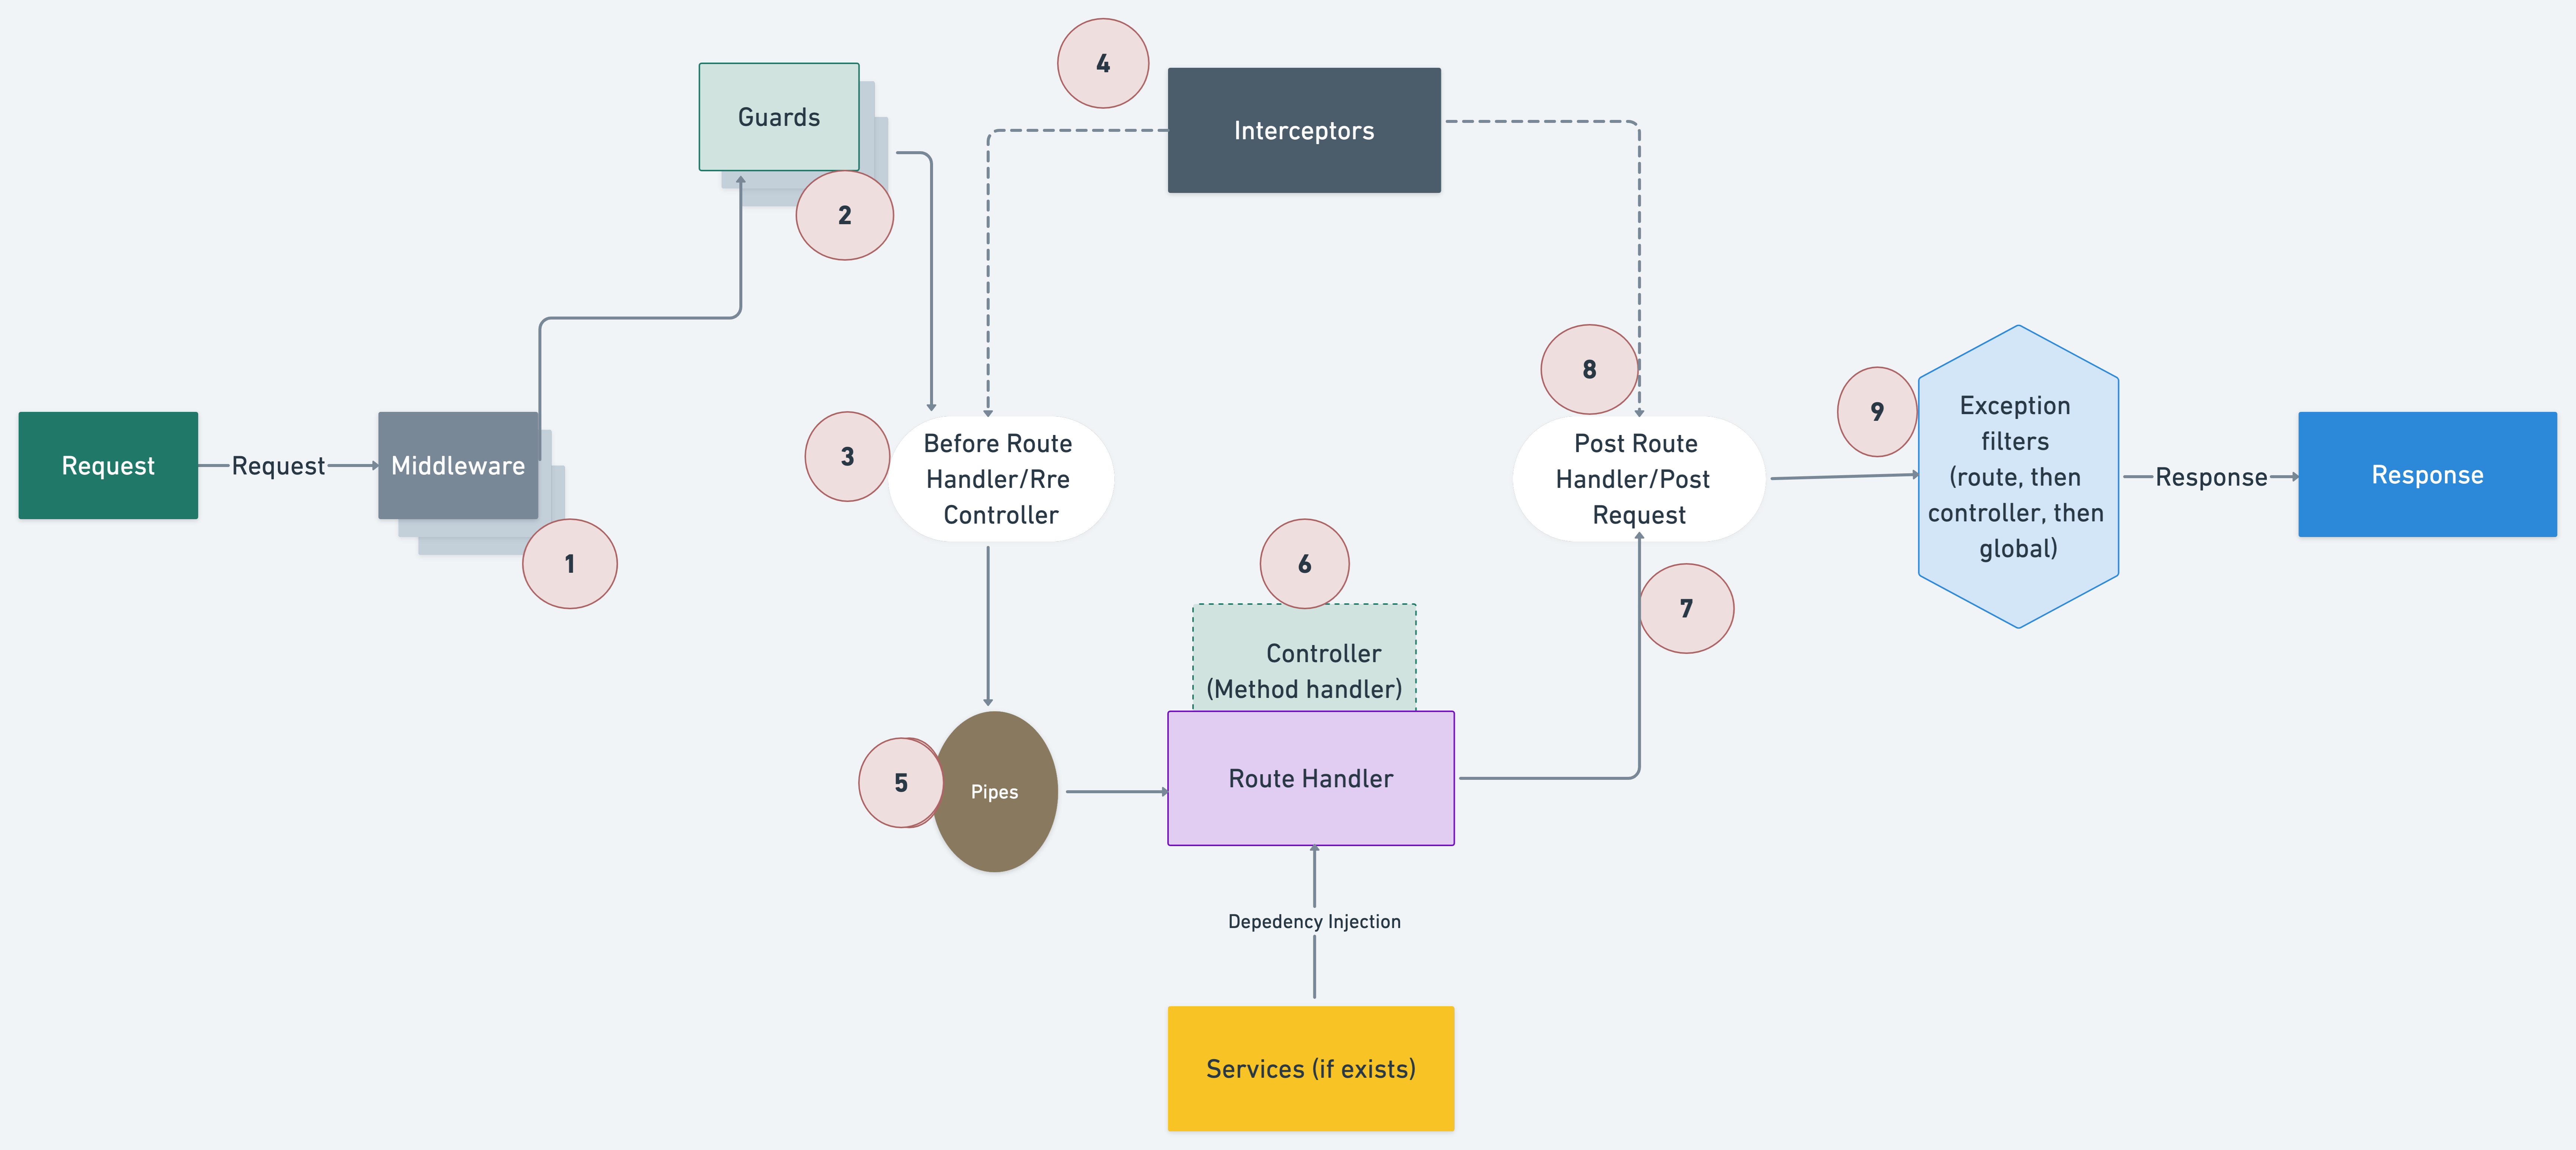 Request
Request
Middleware
1
Guards
2
3
Before Route
Handler/Rre
Controller
4
Interceptors
5
Pipes
6
Controller
(Method handler)
Route Handler
Depedency Injection
Services (if exists)
7
8
Post Route
Handler/Post
Request
9
Exception
filters
(route, then
controller, then
global)
Response
Response